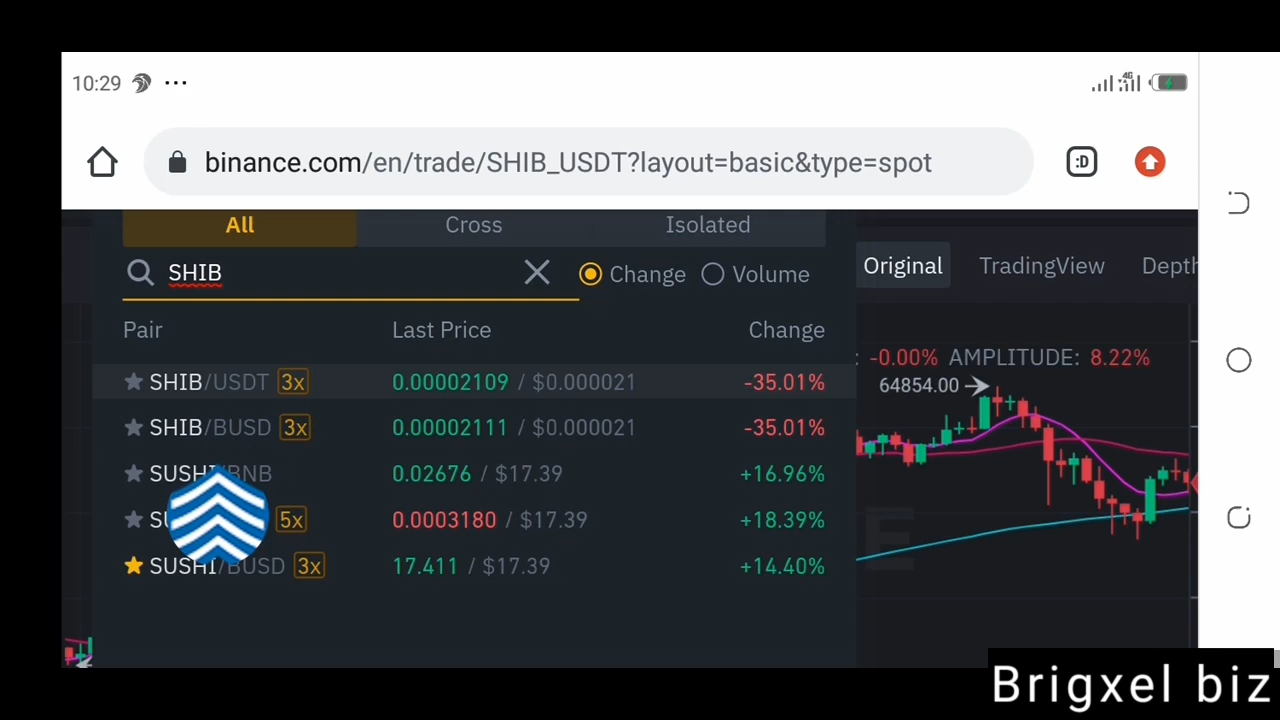 10:29
binance.com/en/trade/SHIB_USDT?layout=basic&type=spot
:D
All Cross Isolated
SHIB Change Volume
Original TradingView Depth
Pair Last Price Change
: -0.00% AMPLITUDE: 8.22%
64854.00
SHIB/USDT 3x 0.00002109 / $0.000021 -35.01%
SHIB/BUSD 3x 0.00002111 / $0.000021 -35.01%
SUSHI/BNB 0.02676 / $17.39 +16.96%
5x 0.0003180 / $17.39 +18.39%
SUSHI/BUSD 3x 17.411 / $17.39 +14.40%
Brigxel biz